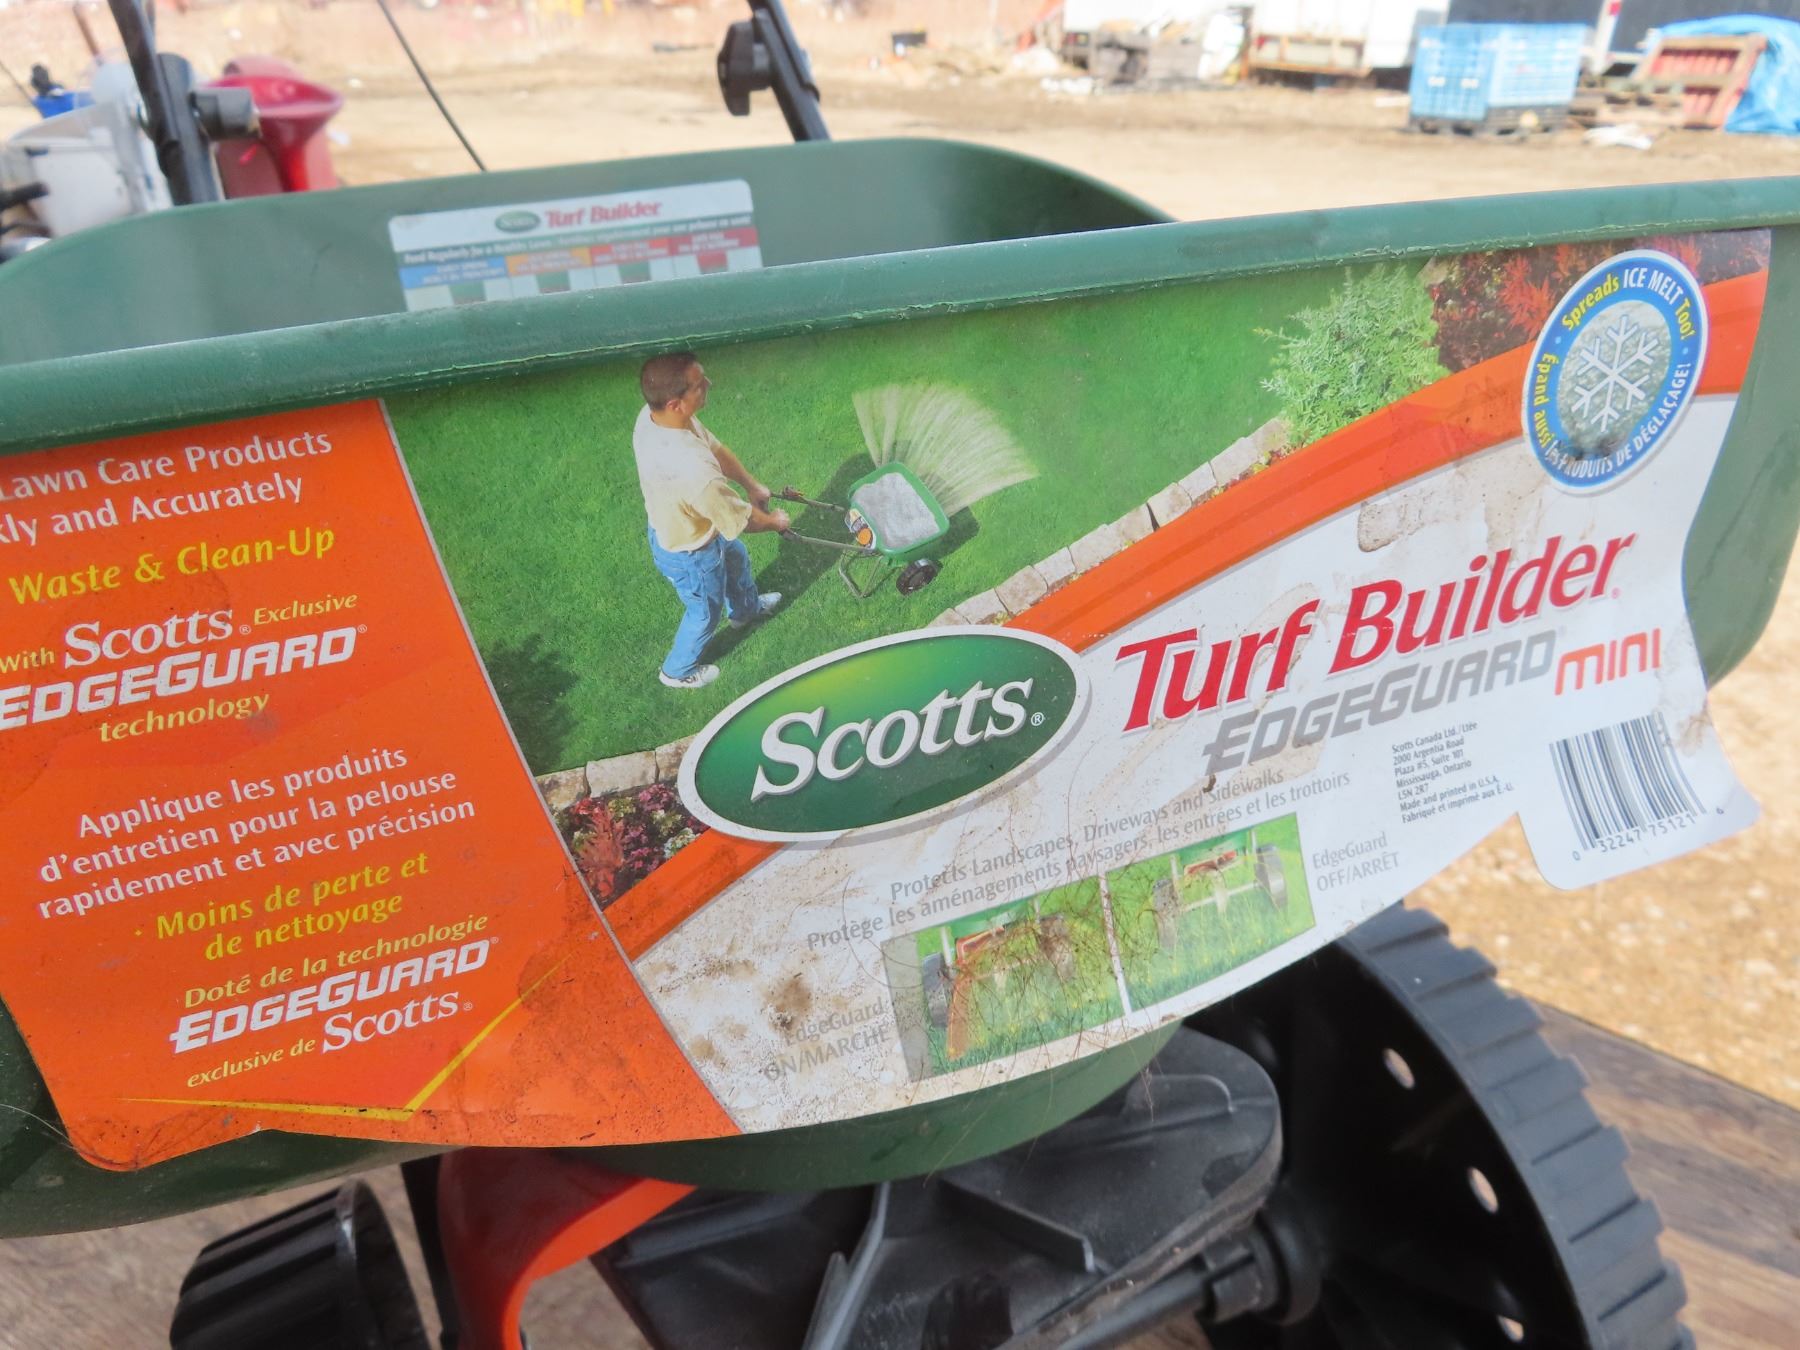 Scotts Turf Builder
Feed Regularly for a Healthy Lawn
Lawn Care Products
kly and Accurately
Waste & Clean-Up
With Scotts® Exclusive
EDGEGUARD®
technology
Applique les produits
d'entretien pour la pelouse
rapidement et avec précision
Moins de perte et
de nettoyage
Doté de la technologie
EDGEGUARD®
exclusive de Scotts®
Spreads ICE MELT Too!
Épand aussi les PRODUITS DE DÉGLAÇAGE!
Scotts®
Turf Builder®
EDGEGUARD® MINI
Protects Landscapes, Driveways and Sidewalks
Protège les aménagements paysagers, les entrées et les trottoirs
EdgeGuard
ON/MARCHE
EdgeGuard
OFF/ARRÊT
Scotts Canada Ltd./Ltée
2000 Argentia Road
Plaza #5, Suite 101
Mississauga, Ontario
L5N 2R7
Made and printed in U.S.A.
Fabriqué et imprimé aux É.-U.
0 32247 75121 6